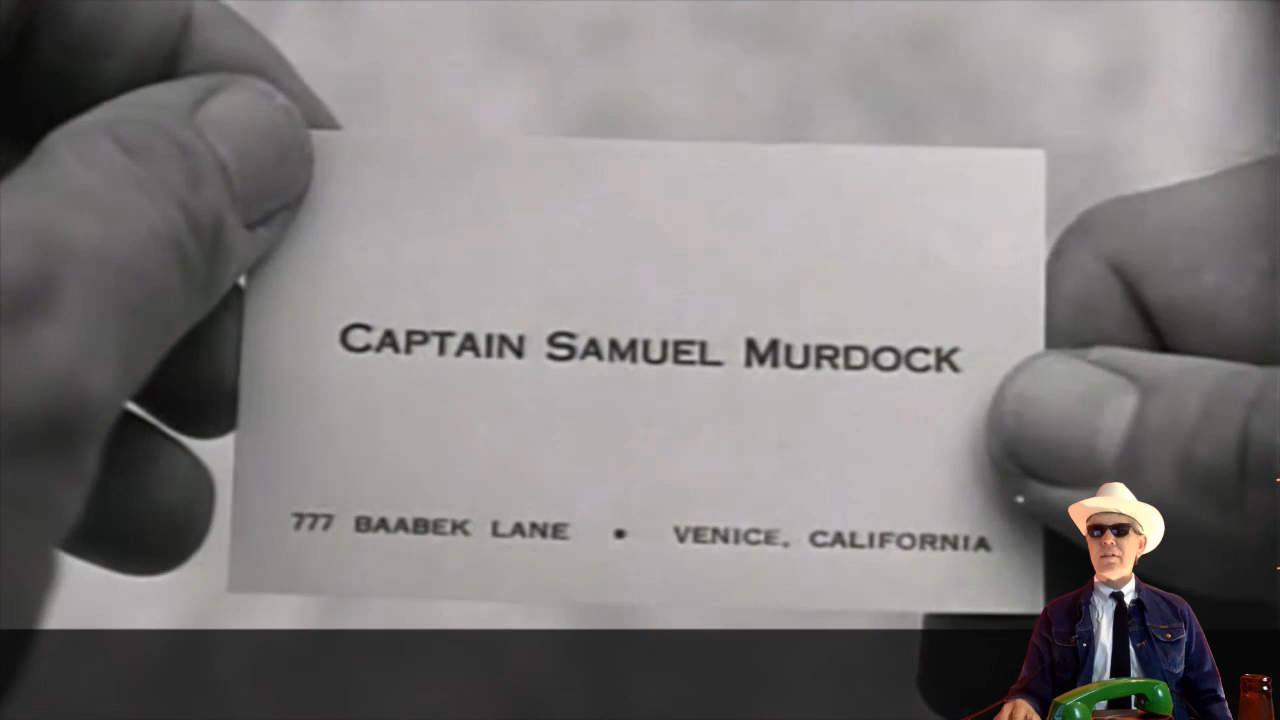 CAPTAIN SAMUEL MURDOCK
777 BAABEK LANE • VENICE, CALIFORNIA